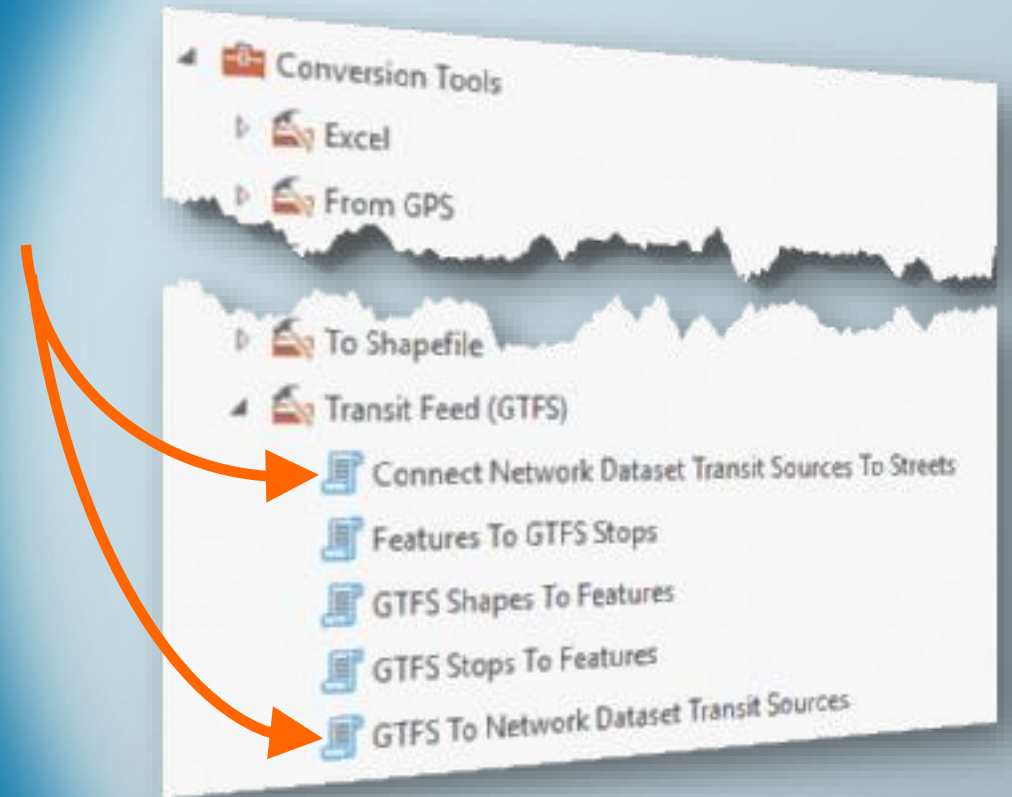 Conversion Tools
Excel
From GPS
To Shapefile
Transit Feed (GTFS)
Connect Network Dataset Transit Sources To Streets
Features To GTFS Stops
GTFS Shapes To Features
GTFS Stops To Features
GTFS To Network Dataset Transit Sources